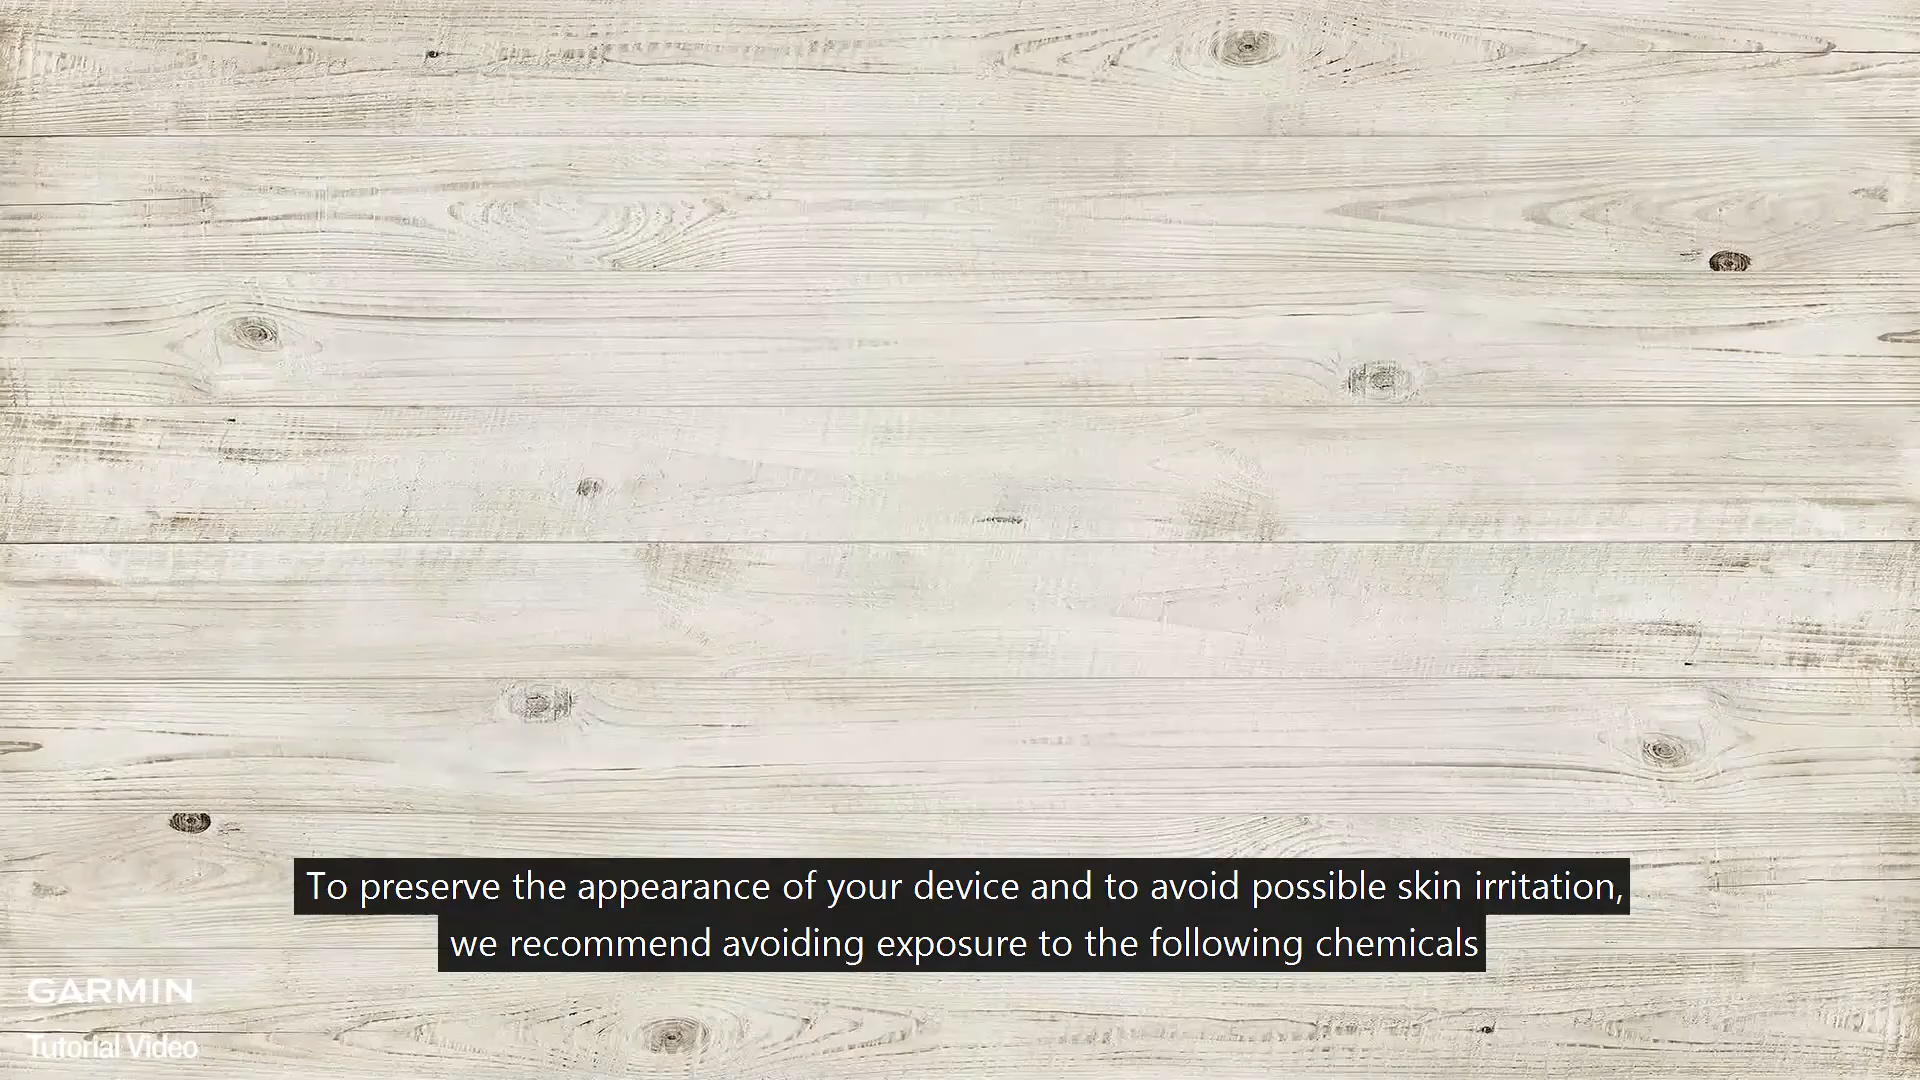 To preserve the appearance of your device and to avoid possible skin irritation,
we recommend avoiding exposure to the following chemicals
GARMIN
Tutorial Video